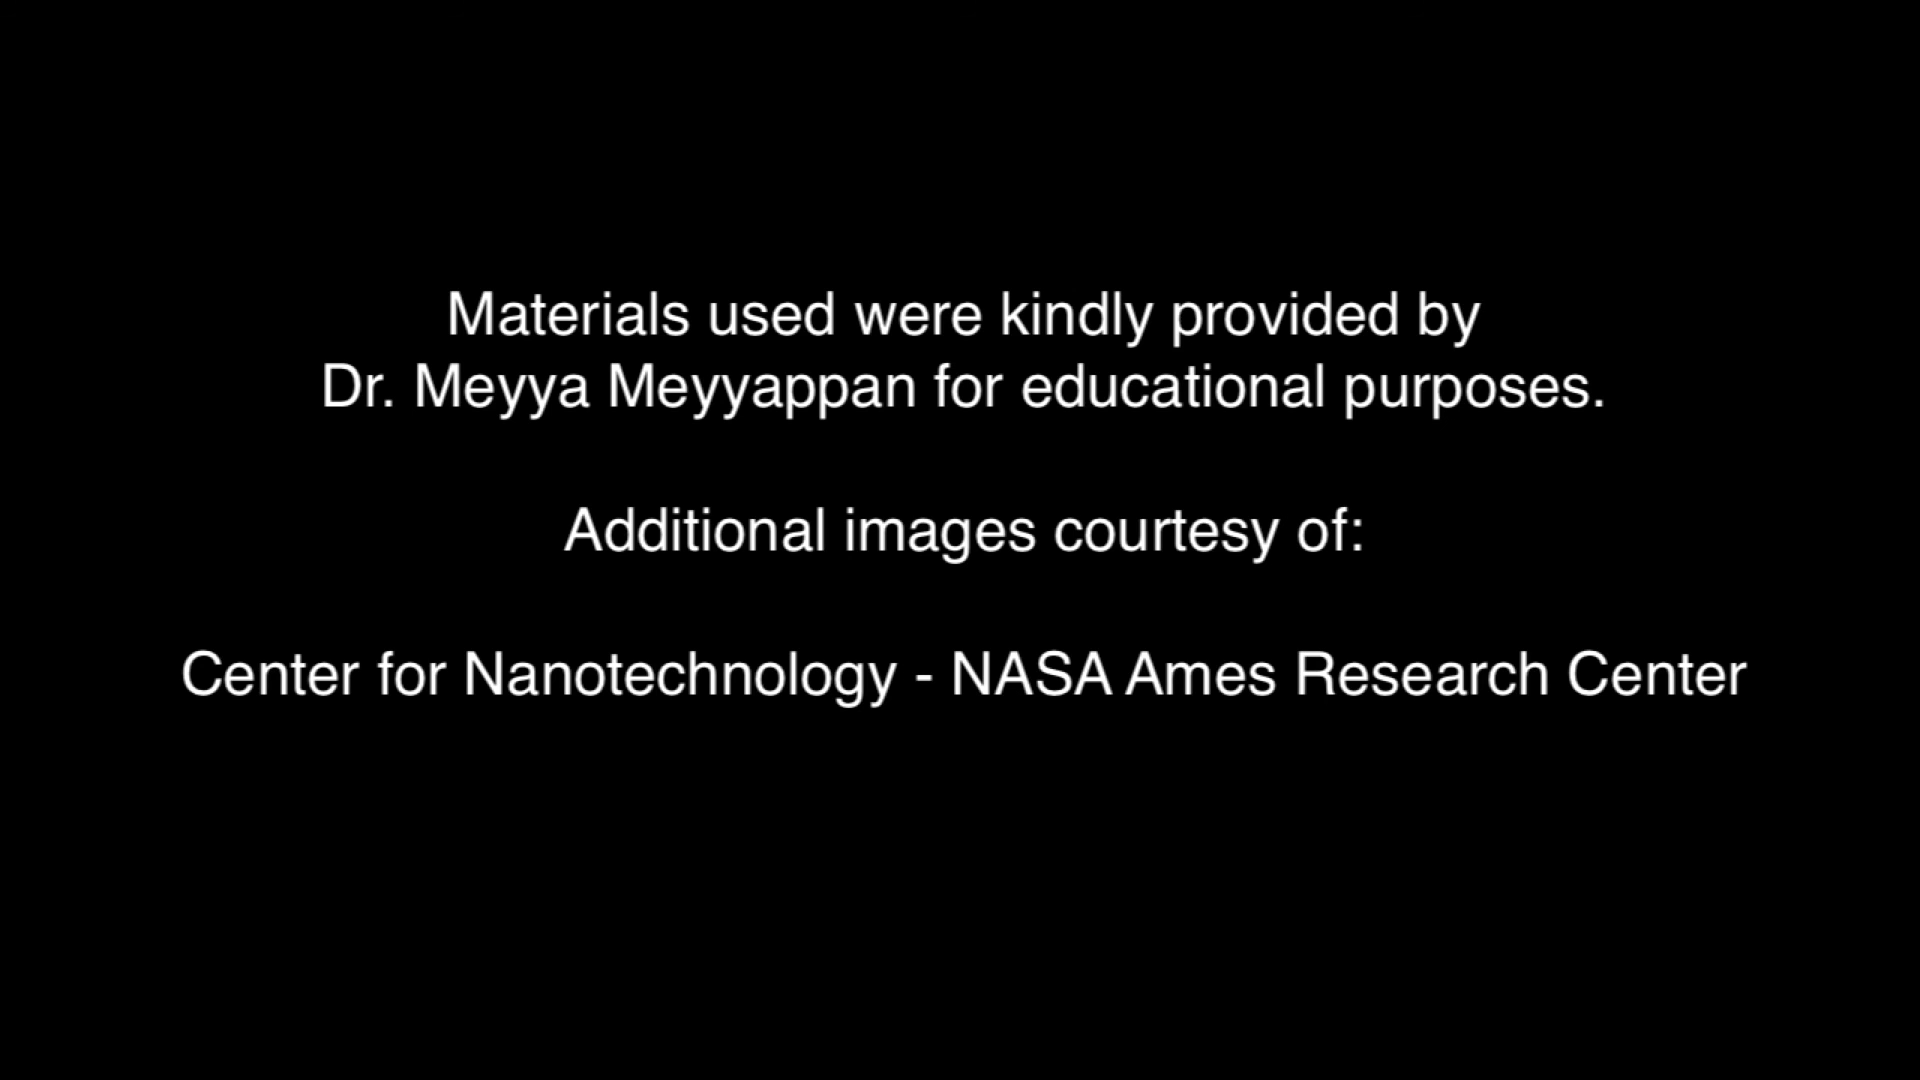 Materials used were kindly provided by
Dr. Meyya Meyyappan for educational purposes.
Additional images courtesy of:
Center for Nanotechnology - NASA Ames Research Center